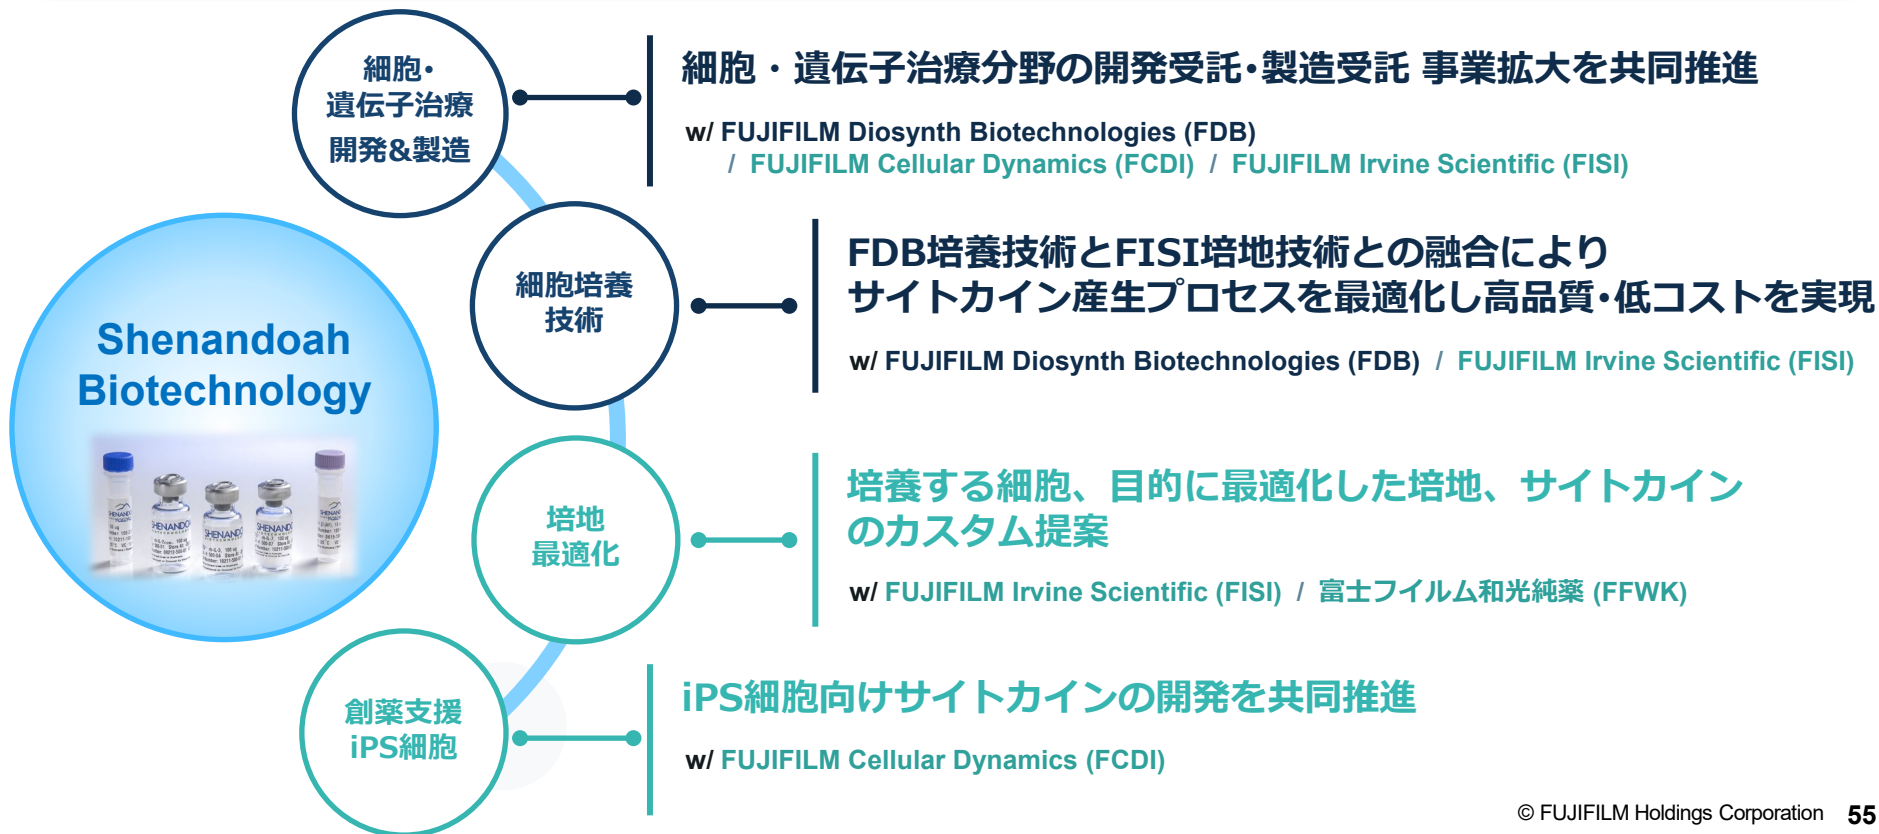 細胞・
遺伝子治療
開発&製造
細胞・遺伝子治療分野の開発受託・製造受託 事業拡大を共同推進
w/ FUJIFILM Diosynth Biotechnologies (FDB)
/ FUJIFILM Cellular Dynamics (FCDI) / FUJIFILM Irvine Scientific (FISI)
細胞培養
技術
FDB培養技術とFISI培地技術との融合により
サイトカイン産生プロセスを最適化し高品質・低コストを実現
w/ FUJIFILM Diosynth Biotechnologies (FDB) / FUJIFILM Irvine Scientific (FISI)
Shenandoah
Biotechnology
培地
最適化
培養する細胞、目的に最適化した培地、サイトカイン
のカスタム提案
w/ FUJIFILM Irvine Scientific (FISI) / 富士フイルム和光純薬 (FFWK)
創薬支援
iPS細胞
iPS細胞向けサイトカインの開発を共同推進
w/ FUJIFILM Cellular Dynamics (FCDI)
© FUJIFILM Holdings Corporation 55